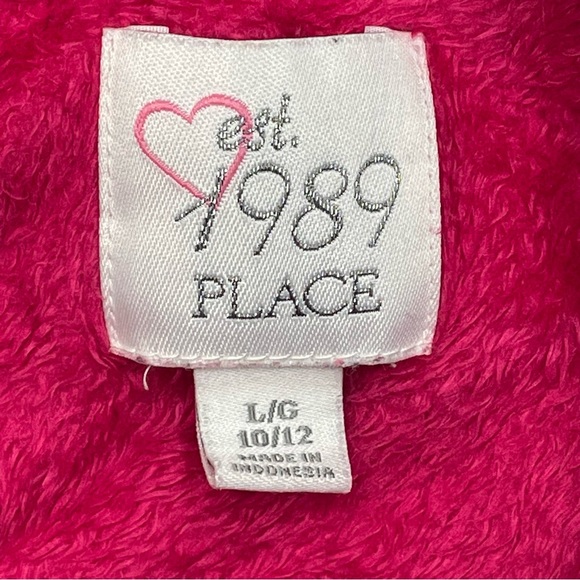 est.
1989
PLACE
L/G
10/12
MADE IN
INDONESIA